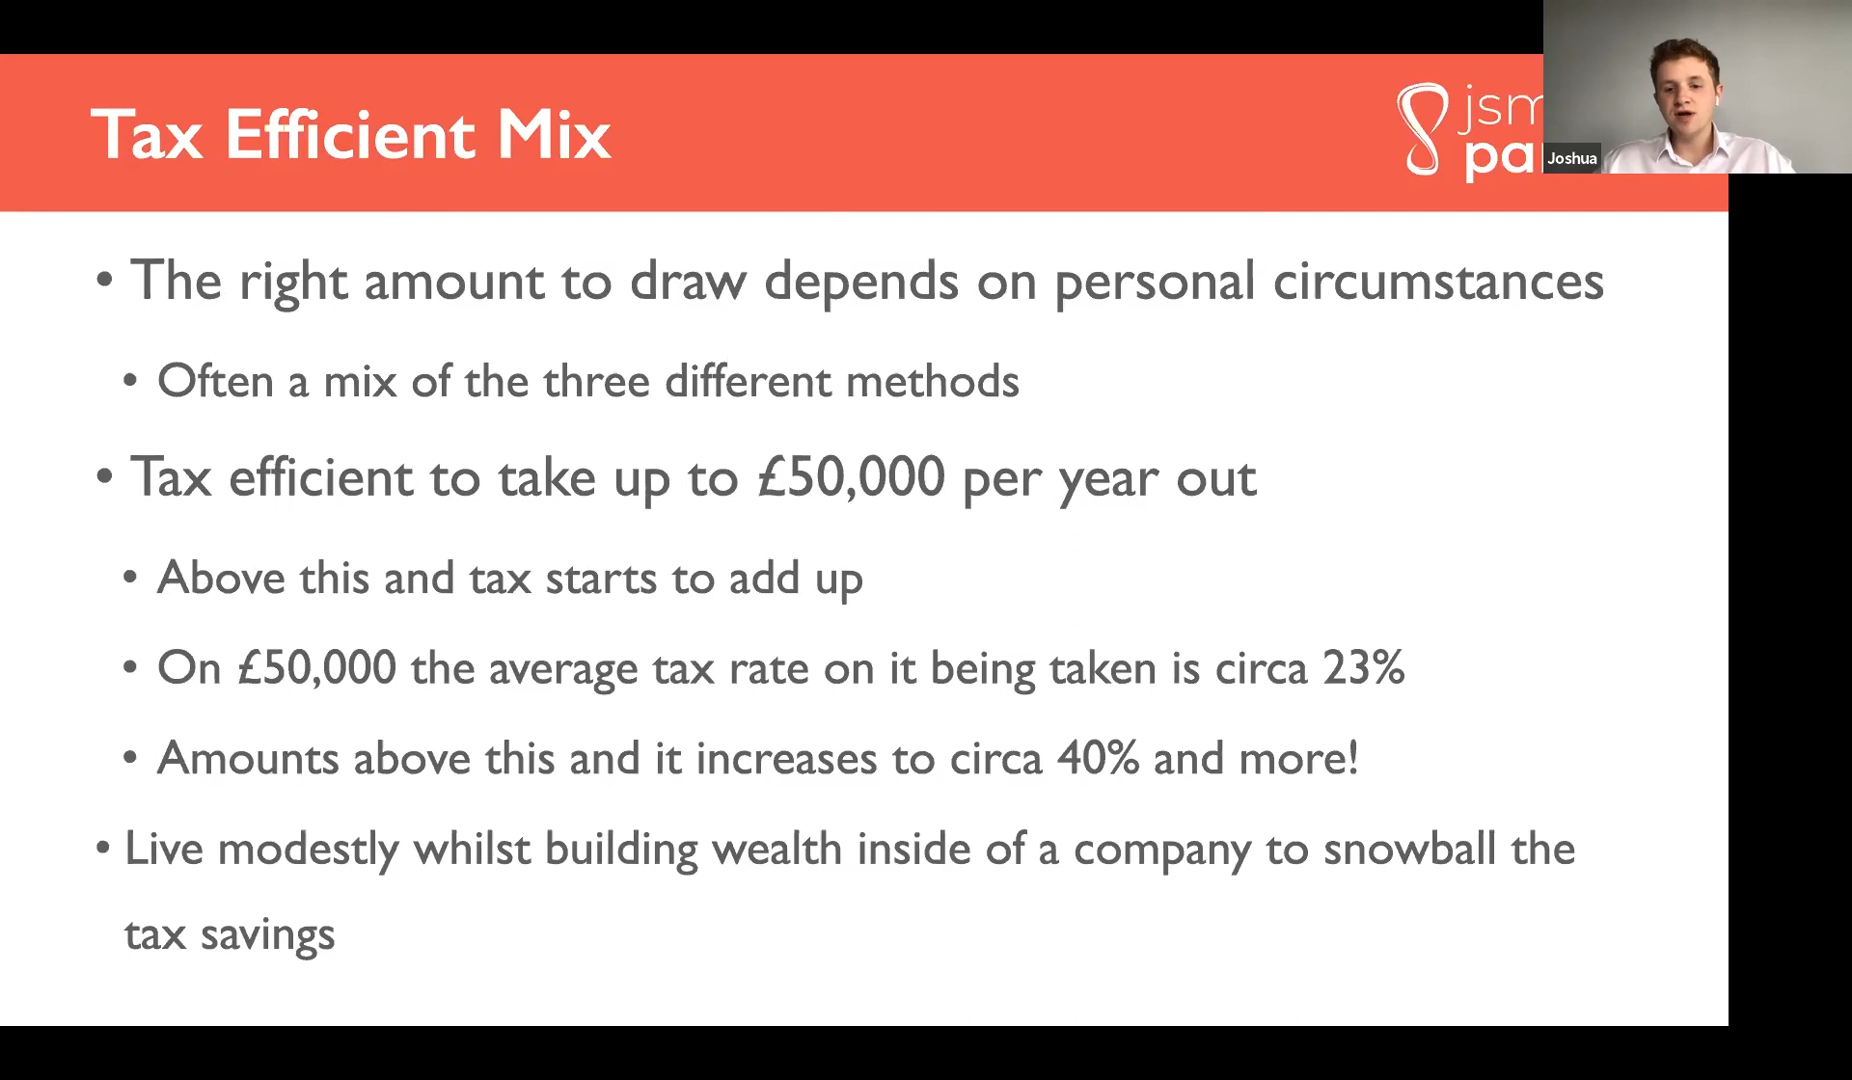 Tax Efficient Mix
jsm
pa
Joshua
• The right amount to draw depends on personal circumstances
• Often a mix of the three different methods
• Tax efficient to take up to £50,000 per year out
• Above this and tax starts to add up
• On £50,000 the average tax rate on it being taken is circa 23%
• Amounts above this and it increases to circa 40% and more!
• Live modestly whilst building wealth inside of a company to snowball the
tax savings